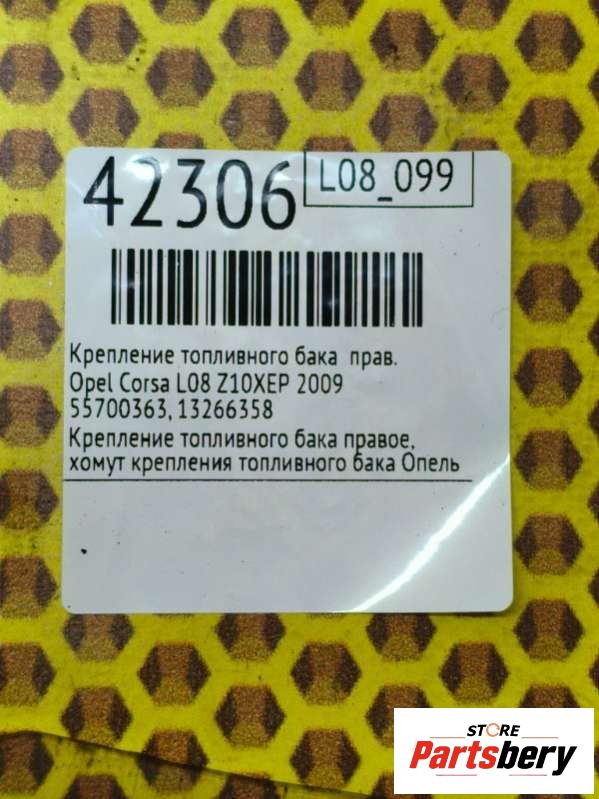 42306
L08_099
Крепление топливного бака прав.
Opel Corsa L08 Z10XEP 2009
55700363, 13266358
Крепление топливного бака правое,
хомут крепления топливного бака Опель
STORE
Partsbery